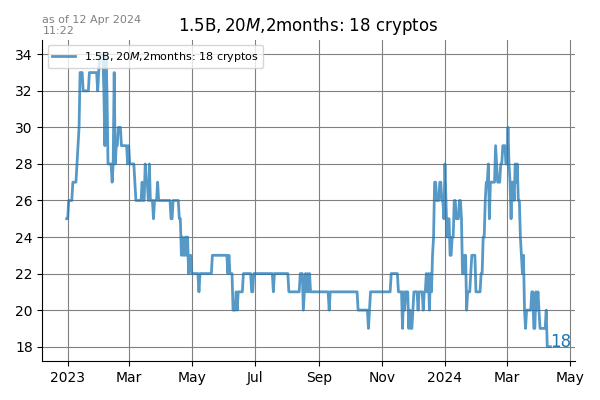 as of 12 Apr 2024
11:22
1.5B, 20M,2months: 18 cryptos
1.5B, 20M,2months: 18 cryptos
34
32
30
28
26
24
22
20
18
18
2023 Mar May Jul Sep Nov 2024 Mar May